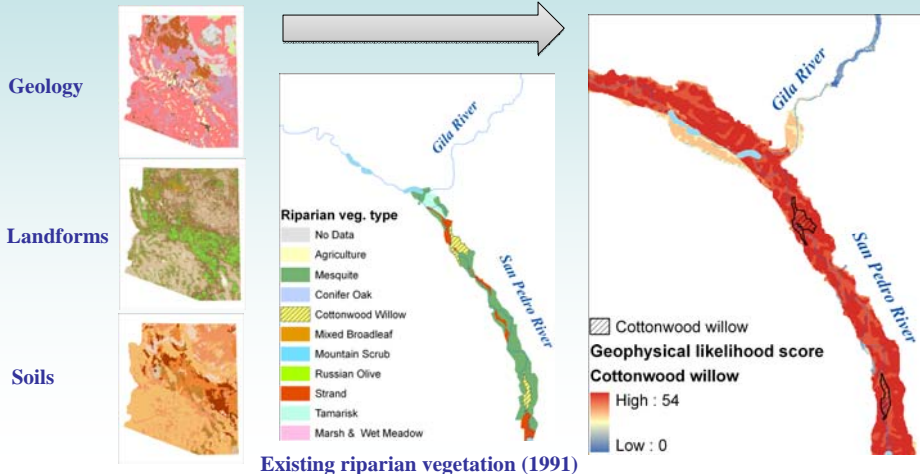 Geology
Landforms
Soils
Gila River
San Pedro River
Riparian veg. type
No Data
Agriculture
Mesquite
Conifer Oak
Cottonwood Willow
Mixed Broadleaf
Mountain Scrub
Russian Olive
Strand
Tamarisk
Marsh & Wet Meadow
Existing riparian vegetation (1991)
Gila River
San Pedro River
Cottonwood willow
Geophysical likelihood score
Cottonwood willow
High : 54
Low : 0